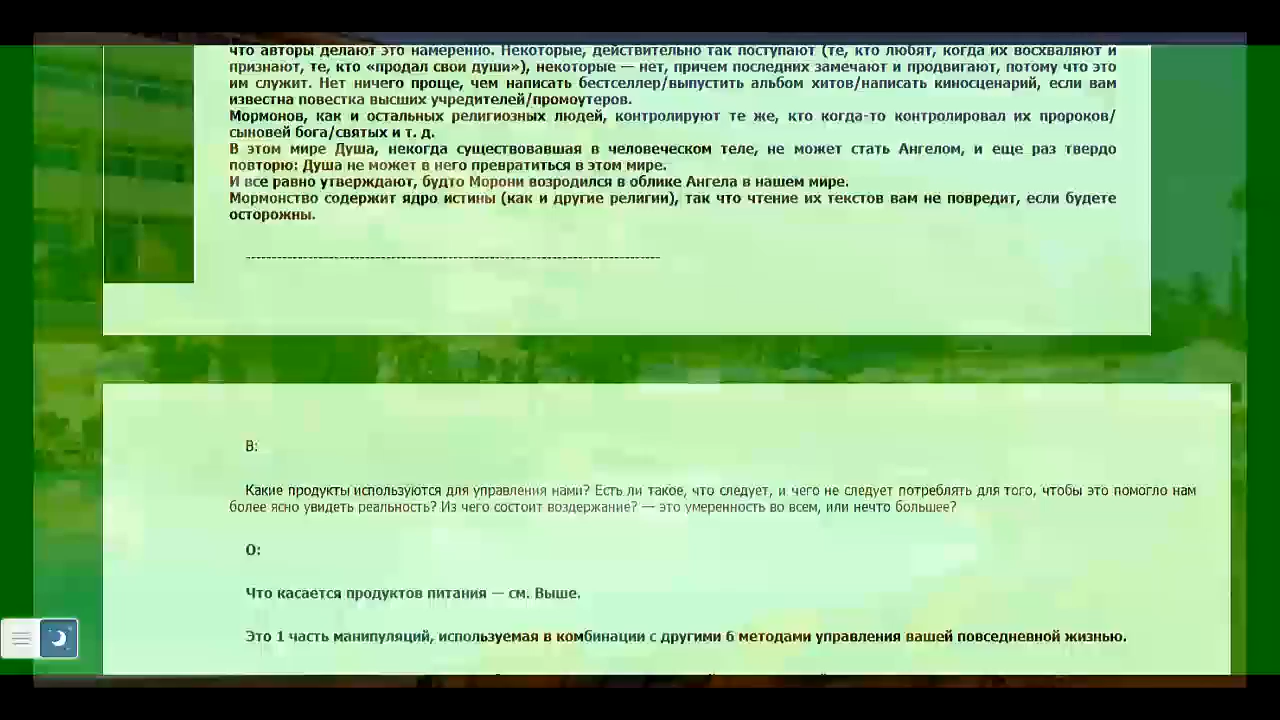 что авторы делают это намеренно. Некоторые, действительно так поступают (те, кто любят, когда их восхваляют и
признают, те, кто «продал свои души»), некоторые — нет, причем последних замечают и продвигают, потому что это
им служит. Нет ничего проще, чем написать бестселлер/выпустить альбом хитов/написать киносценарий, если вам
известна повестка высших учредителей/промоутеров.
Мормонов, как и остальных религиозных людей, контролируют те же, кто когда-то контролировал их пророков/
сыновей бога/святых и т. д.
В этом мире Душа, некогда существовавшая в человеческом теле, не может стать Ангелом, и еще раз твердо
повторю: Душа не может в него превратиться в этом мире.
И все равно утверждают, будто Морони возродился в облике Ангела в нашем мире.
Мормонство содержит ядро истины (как и другие религии), так что чтение их текстов вам не повредит, если будете
осторожны.
--------------------------------------------------------------------------------
В:
Какие продукты используются для управления нами? Есть ли такое, что следует, и чего не следует потреблять для того, чтобы это помогло нам
более ясно увидеть реальность? Из чего состоит воздержание? — это умеренность во всем, или нечто большее?
О:
Что касается продуктов питания — см. Выше.
Это 1 часть манипуляций, используемая в комбинации с другими 6 методами управления вашей повседневной жизнью.